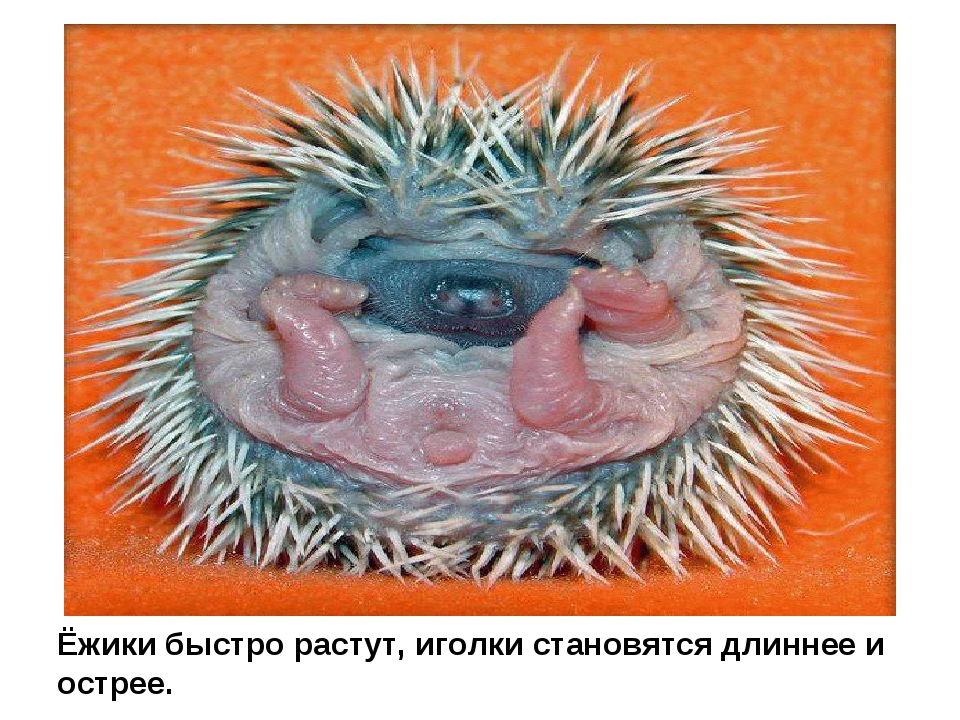 Ёжики быстро растут, иголки становятся длиннее и
острее.